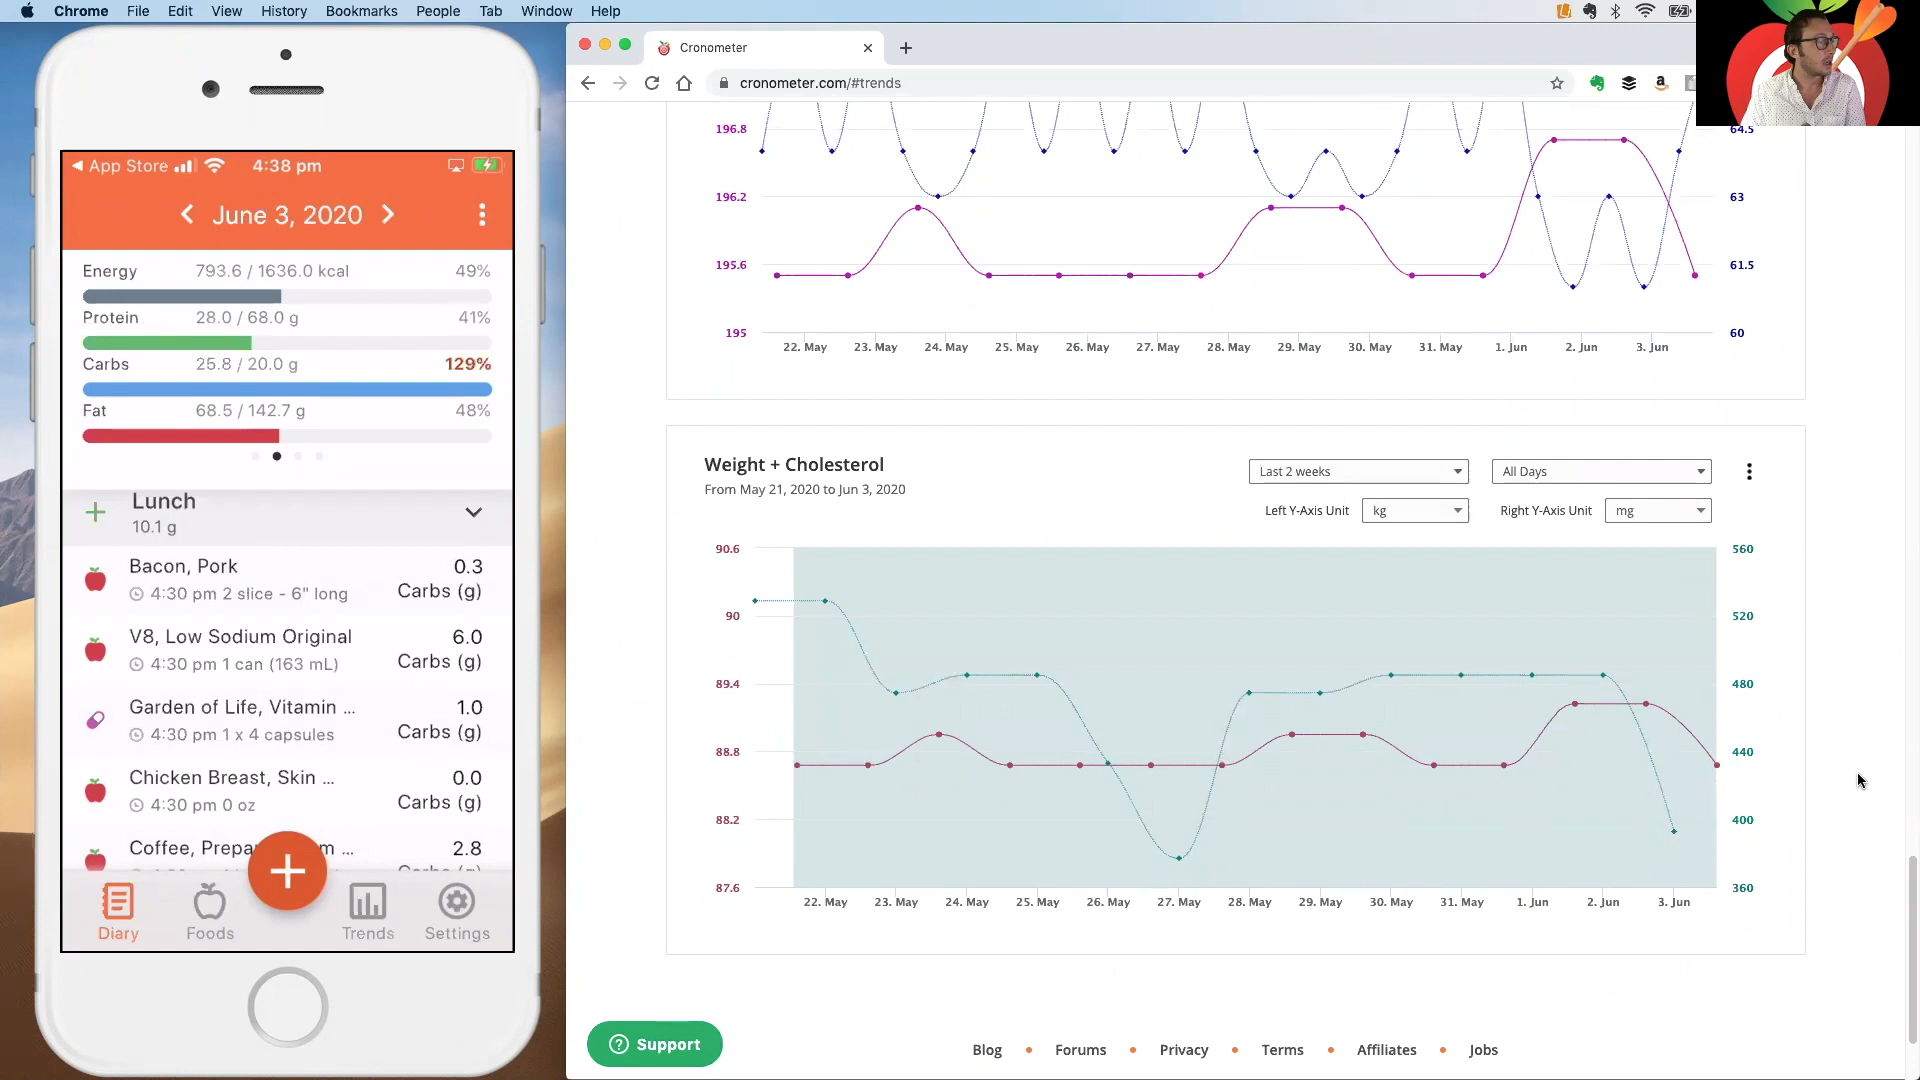 Chrome File Edit View History Bookmarks People Tab Window Help
App Store 4:38 pm
June 3, 2020
Energy 793.6 / 1636.0 kcal 49%
Protein 28.0 / 68.0 g 41%
Carbs 25.8 / 20.0 g 129%
Fat 68.5 / 142.7 g 48%
Lunch
10.1 g
Bacon, Pork 0.3
4:30 pm 2 slice - 6" long Carbs (g)
V8, Low Sodium Original 6.0
4:30 pm 1 can (163 mL) Carbs (g)
Garden of Life, Vitamin ... 1.0
4:30 pm 1 x 4 capsules Carbs (g)
Chicken Breast, Skin ... 0.0
4:30 pm 0 oz Carbs (g)
Coffee, Prepa m ... 2.8
Diary Foods Trends Settings
Cronometer
cronometer.com/#trends
196.8 64.5
196.2 63
195.6 61.5
195 60
22. May 23. May 24. May 25. May 26. May 27. May 28. May 29. May 30. May 31. May 1. Jun 2. Jun 3. Jun
Weight + Cholesterol
From May 21, 2020 to Jun 3, 2020
Last 2 weeks All Days
Left Y-Axis Unit kg Right Y-Axis Unit mg
90.6 560
90 520
89.4 480
88.8 440
88.2 400
87.6 360
22. May 23. May 24. May 25. May 26. May 27. May 28. May 29. May 30. May 31. May 1. Jun 2. Jun 3. Jun
Support
Blog Forums Privacy Terms Affiliates Jobs